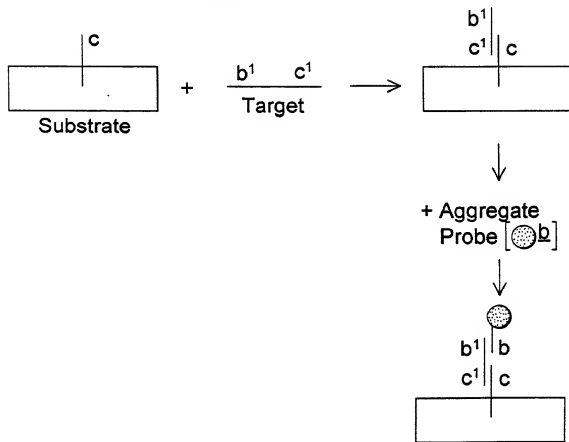 c
Substrate
+
b¹ c¹
Target
b¹
c¹ c
+ Aggregate
Probe [ b ]
b¹ b
c¹ c